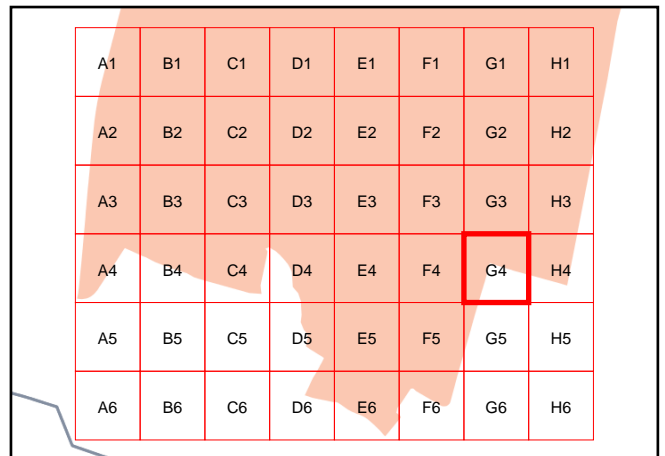 A1 B1 C1 D1 E1 F1 G1 H1
A2 B2 C2 D2 E2 F2 G2 H2
A3 B3 C3 D3 E3 F3 G3 H3
A4 B4 C4 D4 E4 F4 G4 H4
A5 B5 C5 D5 E5 F5 G5 H5
A6 B6 C6 D6 E6 F6 G6 H6